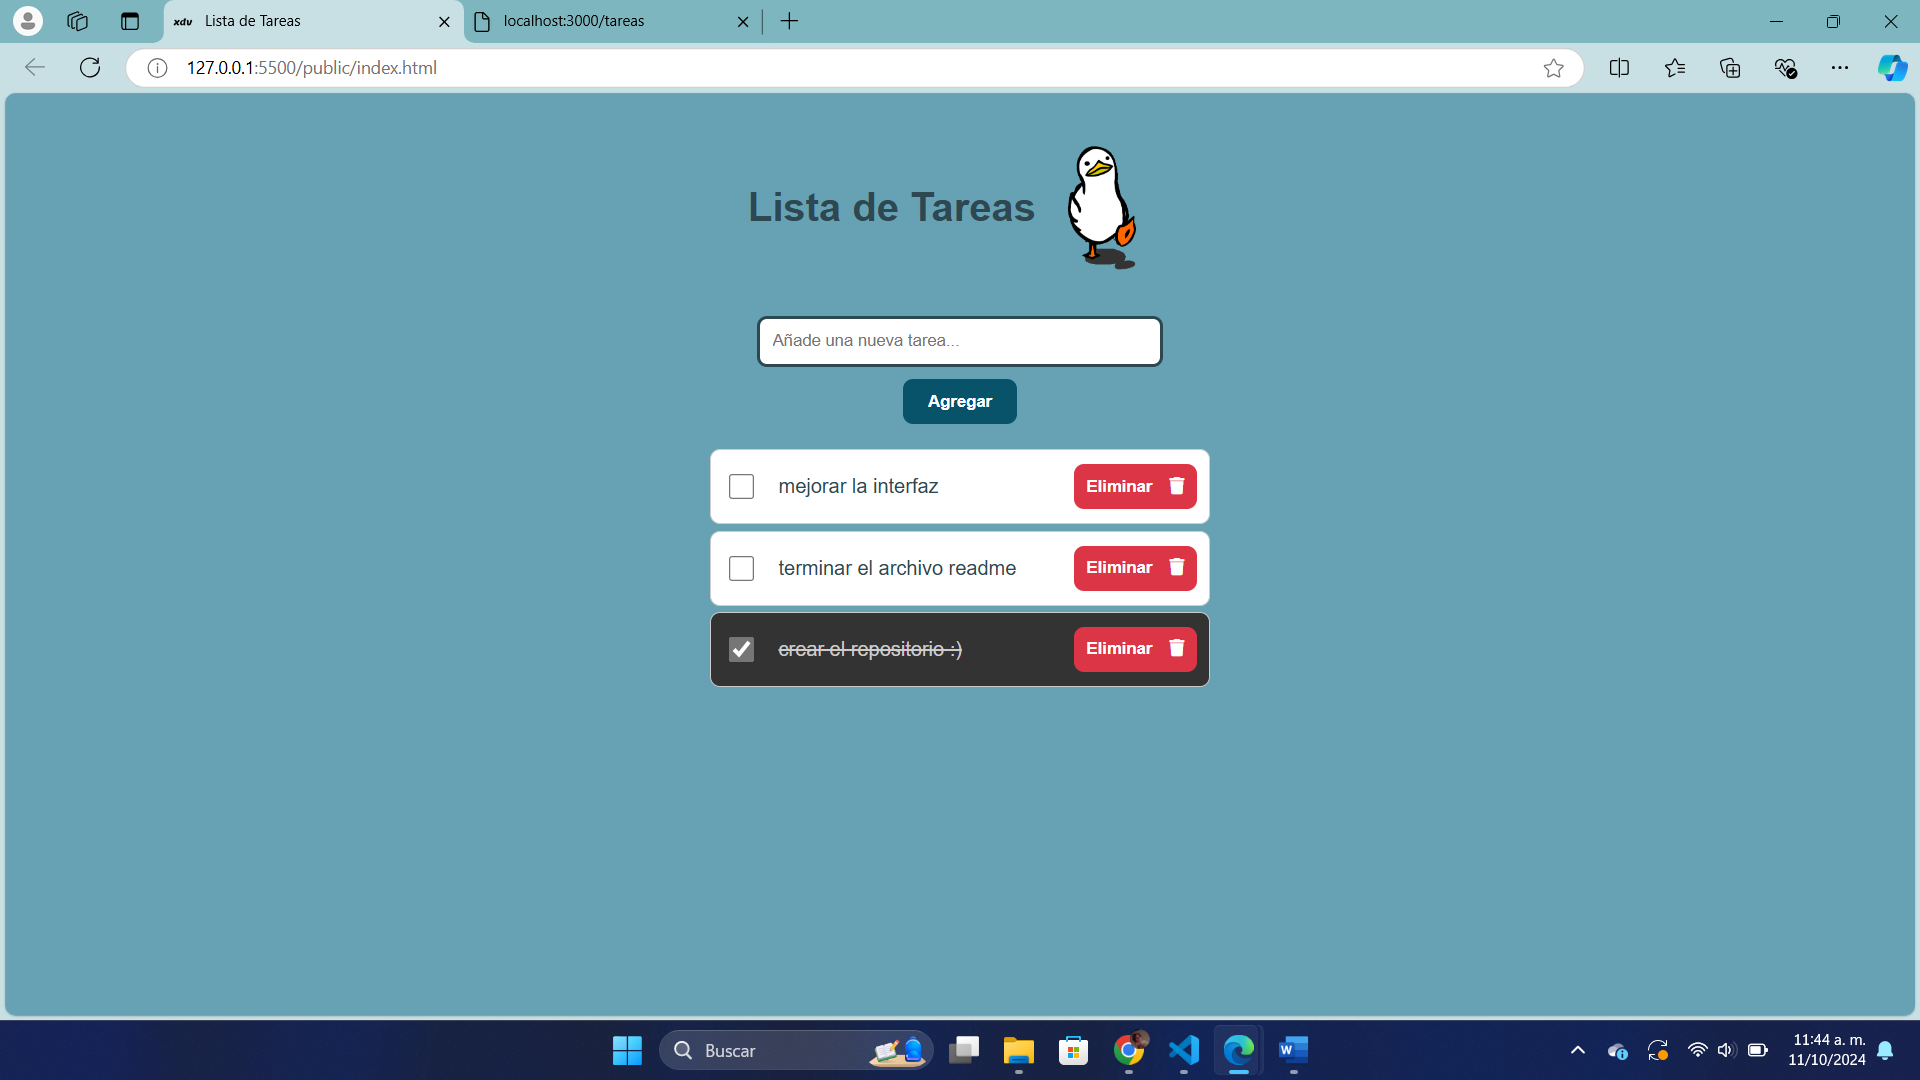 xdv Lista de Tareas
localhost:3000/tareas
127.0.0.1:5500/public/index.html
Lista de Tareas
Añade una nueva tarea...
Agregar
mejorar la interfaz
Eliminar
terminar el archivo readme
Eliminar
crear el repositorio :)
Eliminar
Buscar
W
11:44 a. m.
11/10/2024